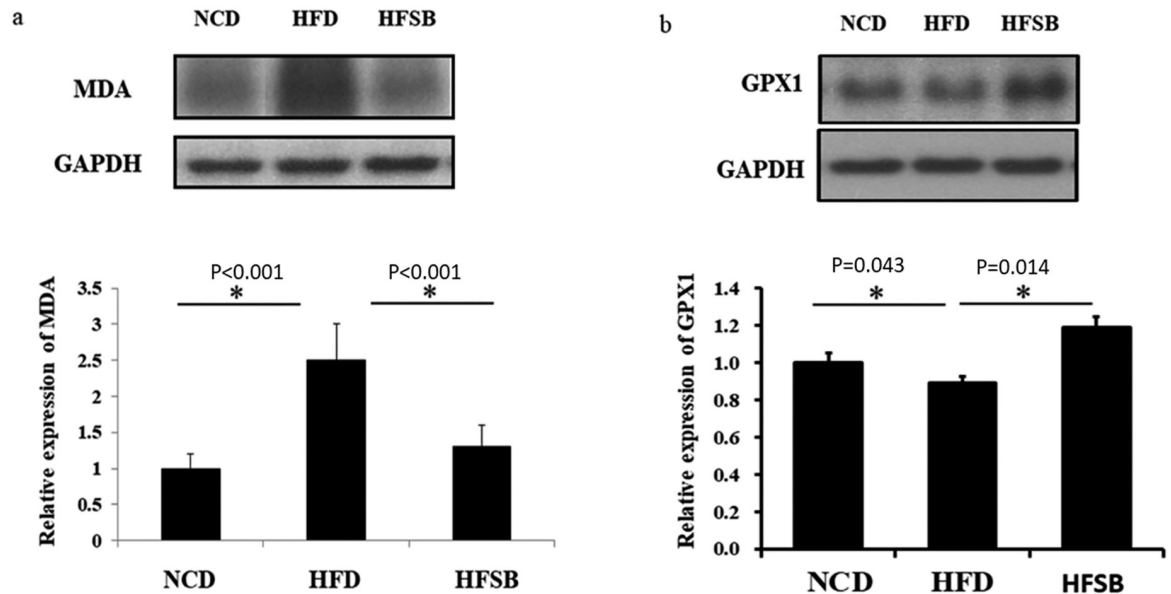 a
NCD HFD HFSB
MDA
GAPDH
P<0.001 P<0.001
* *
Relative expression of MDA
3.5
3
2.5
2
1.5
1
0.5
0
NCD HFD HFSB
b
NCD HFD HFSB
GPX1
GAPDH
P=0.043 P=0.014
* *
Relative expression of GPX1
1.4
1.2
1.0
0.8
0.6
0.4
0.2
0.0
NCD HFD HFSB